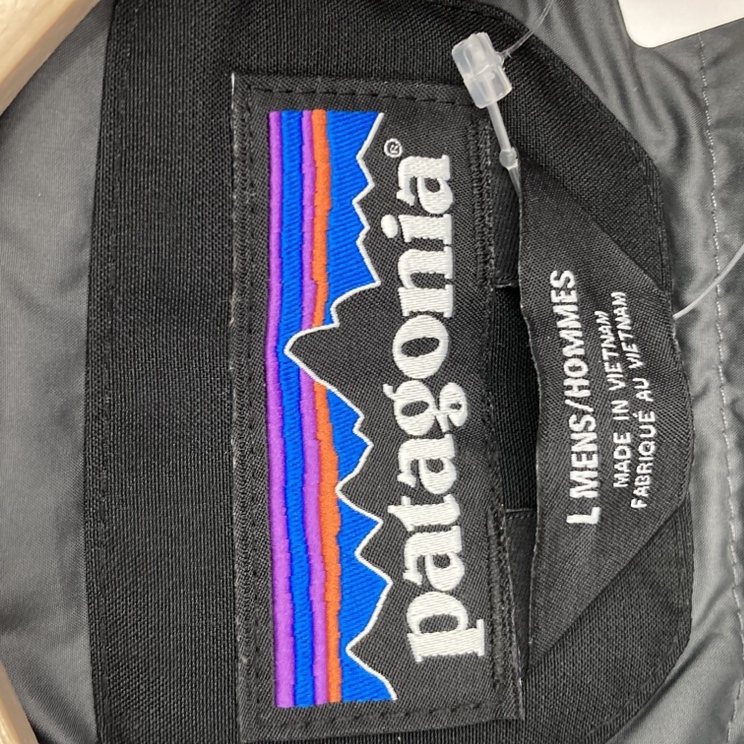 patagonia®
L MENS/HOMMES
MADE IN VIETNAM
FABRIQUÉ AU VIETNAM